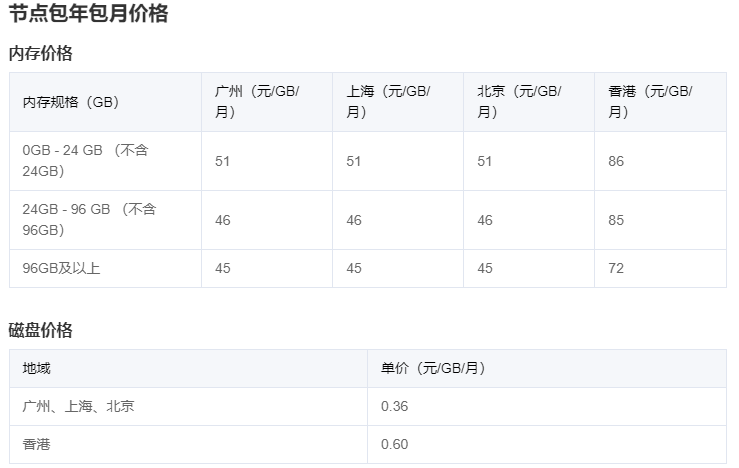 节点包年包月价格
内存价格
内存规格（GB） 广州（元/GB/月） 上海（元/GB/月） 北京（元/GB/月） 香港（元/GB/月）
0GB - 24 GB （不含24GB） 51 51 51 86
24GB - 96 GB （不含96GB） 46 46 46 85
96GB及以上 45 45 45 72
磁盘价格
地域 单价（元/GB/月）
广州、上海、北京 0.36
香港 0.60